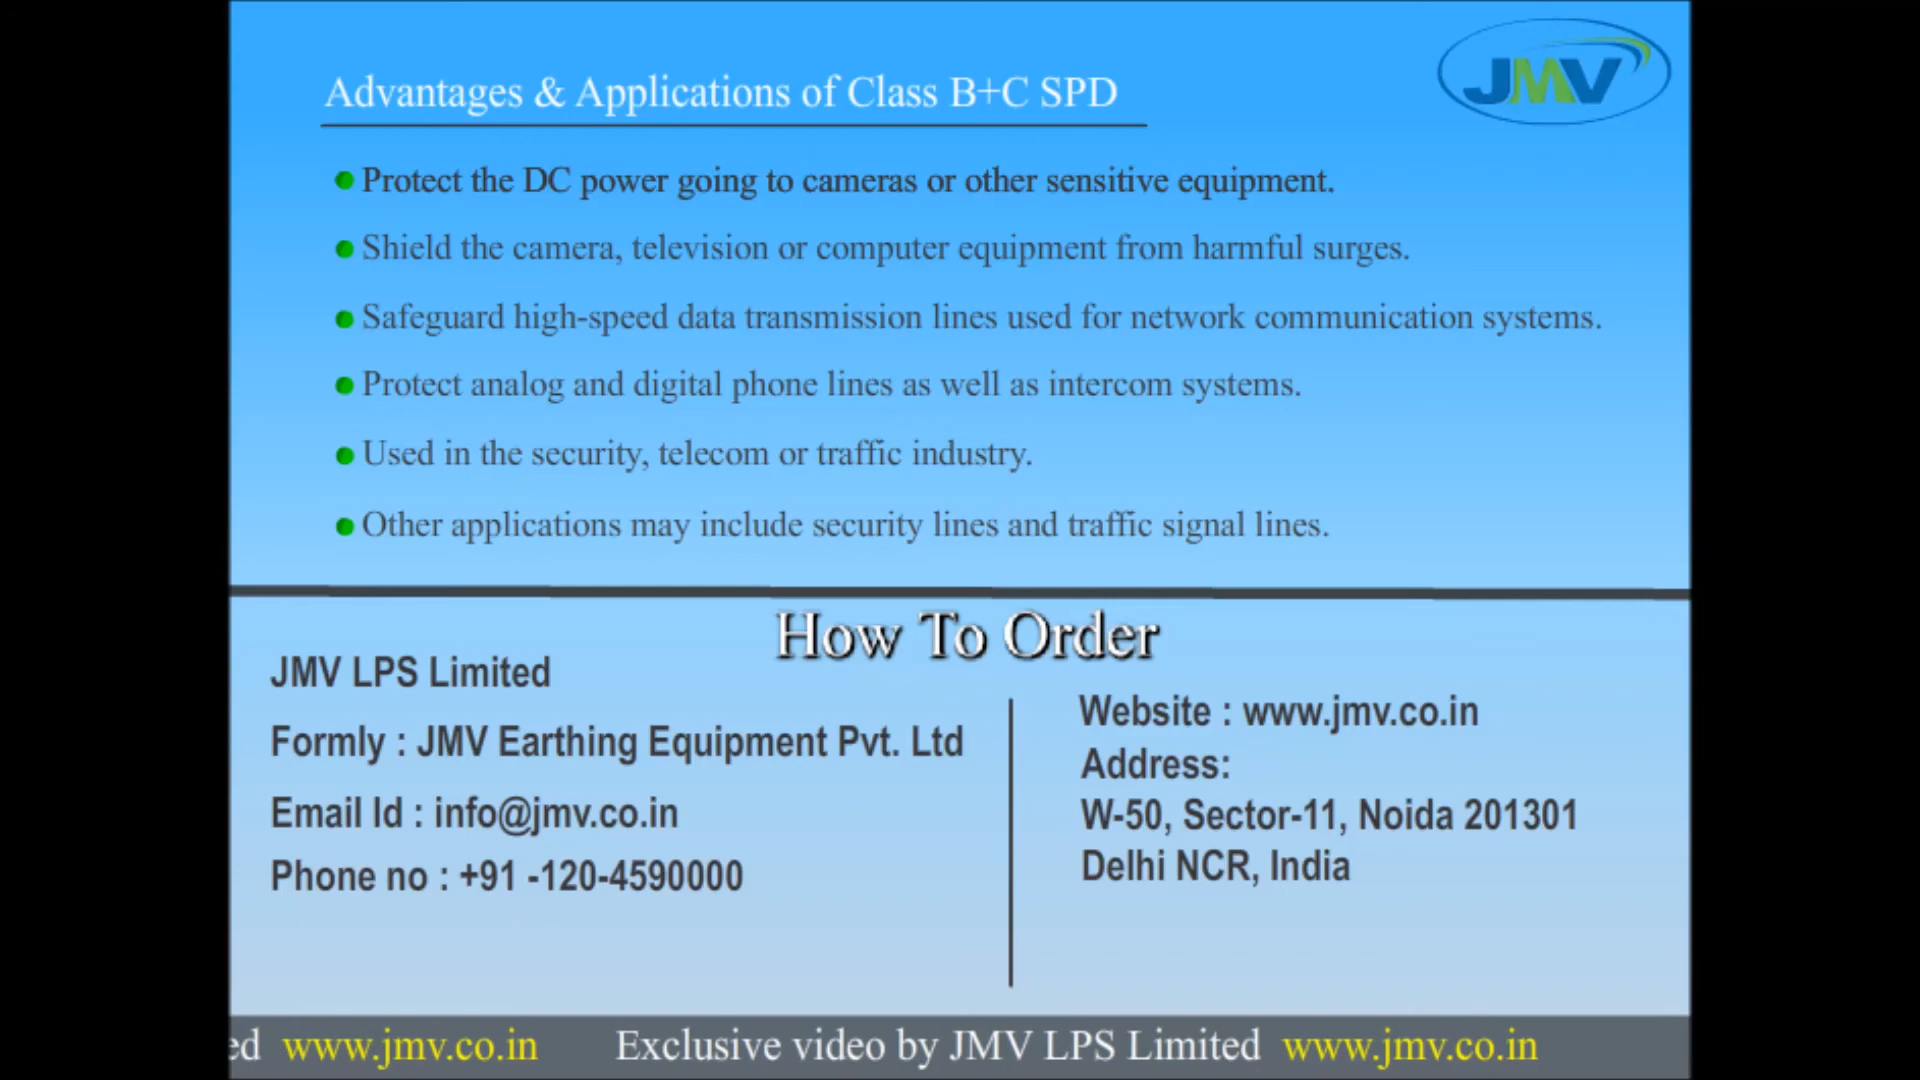 JMV
Advantages & Applications of Class B+C SPD
Protect the DC power going to cameras or other sensitive equipment.
Shield the camera, television or computer equipment from harmful surges.
Safeguard high-speed data transmission lines used for network communication systems.
Protect analog and digital phone lines as well as intercom systems.
Used in the security, telecom or traffic industry.
Other applications may include security lines and traffic signal lines.
How To Order
JMV LPS Limited
Formly : JMV Earthing Equipment Pvt. Ltd
Email Id : info@jmv.co.in
Phone no : +91 -120-4590000
Website : www.jmv.co.in
Address:
W-50, Sector-11, Noida 201301
Delhi NCR, India
ed www.jmv.co.in Exclusive video by JMV LPS Limited www.jmv.co.in